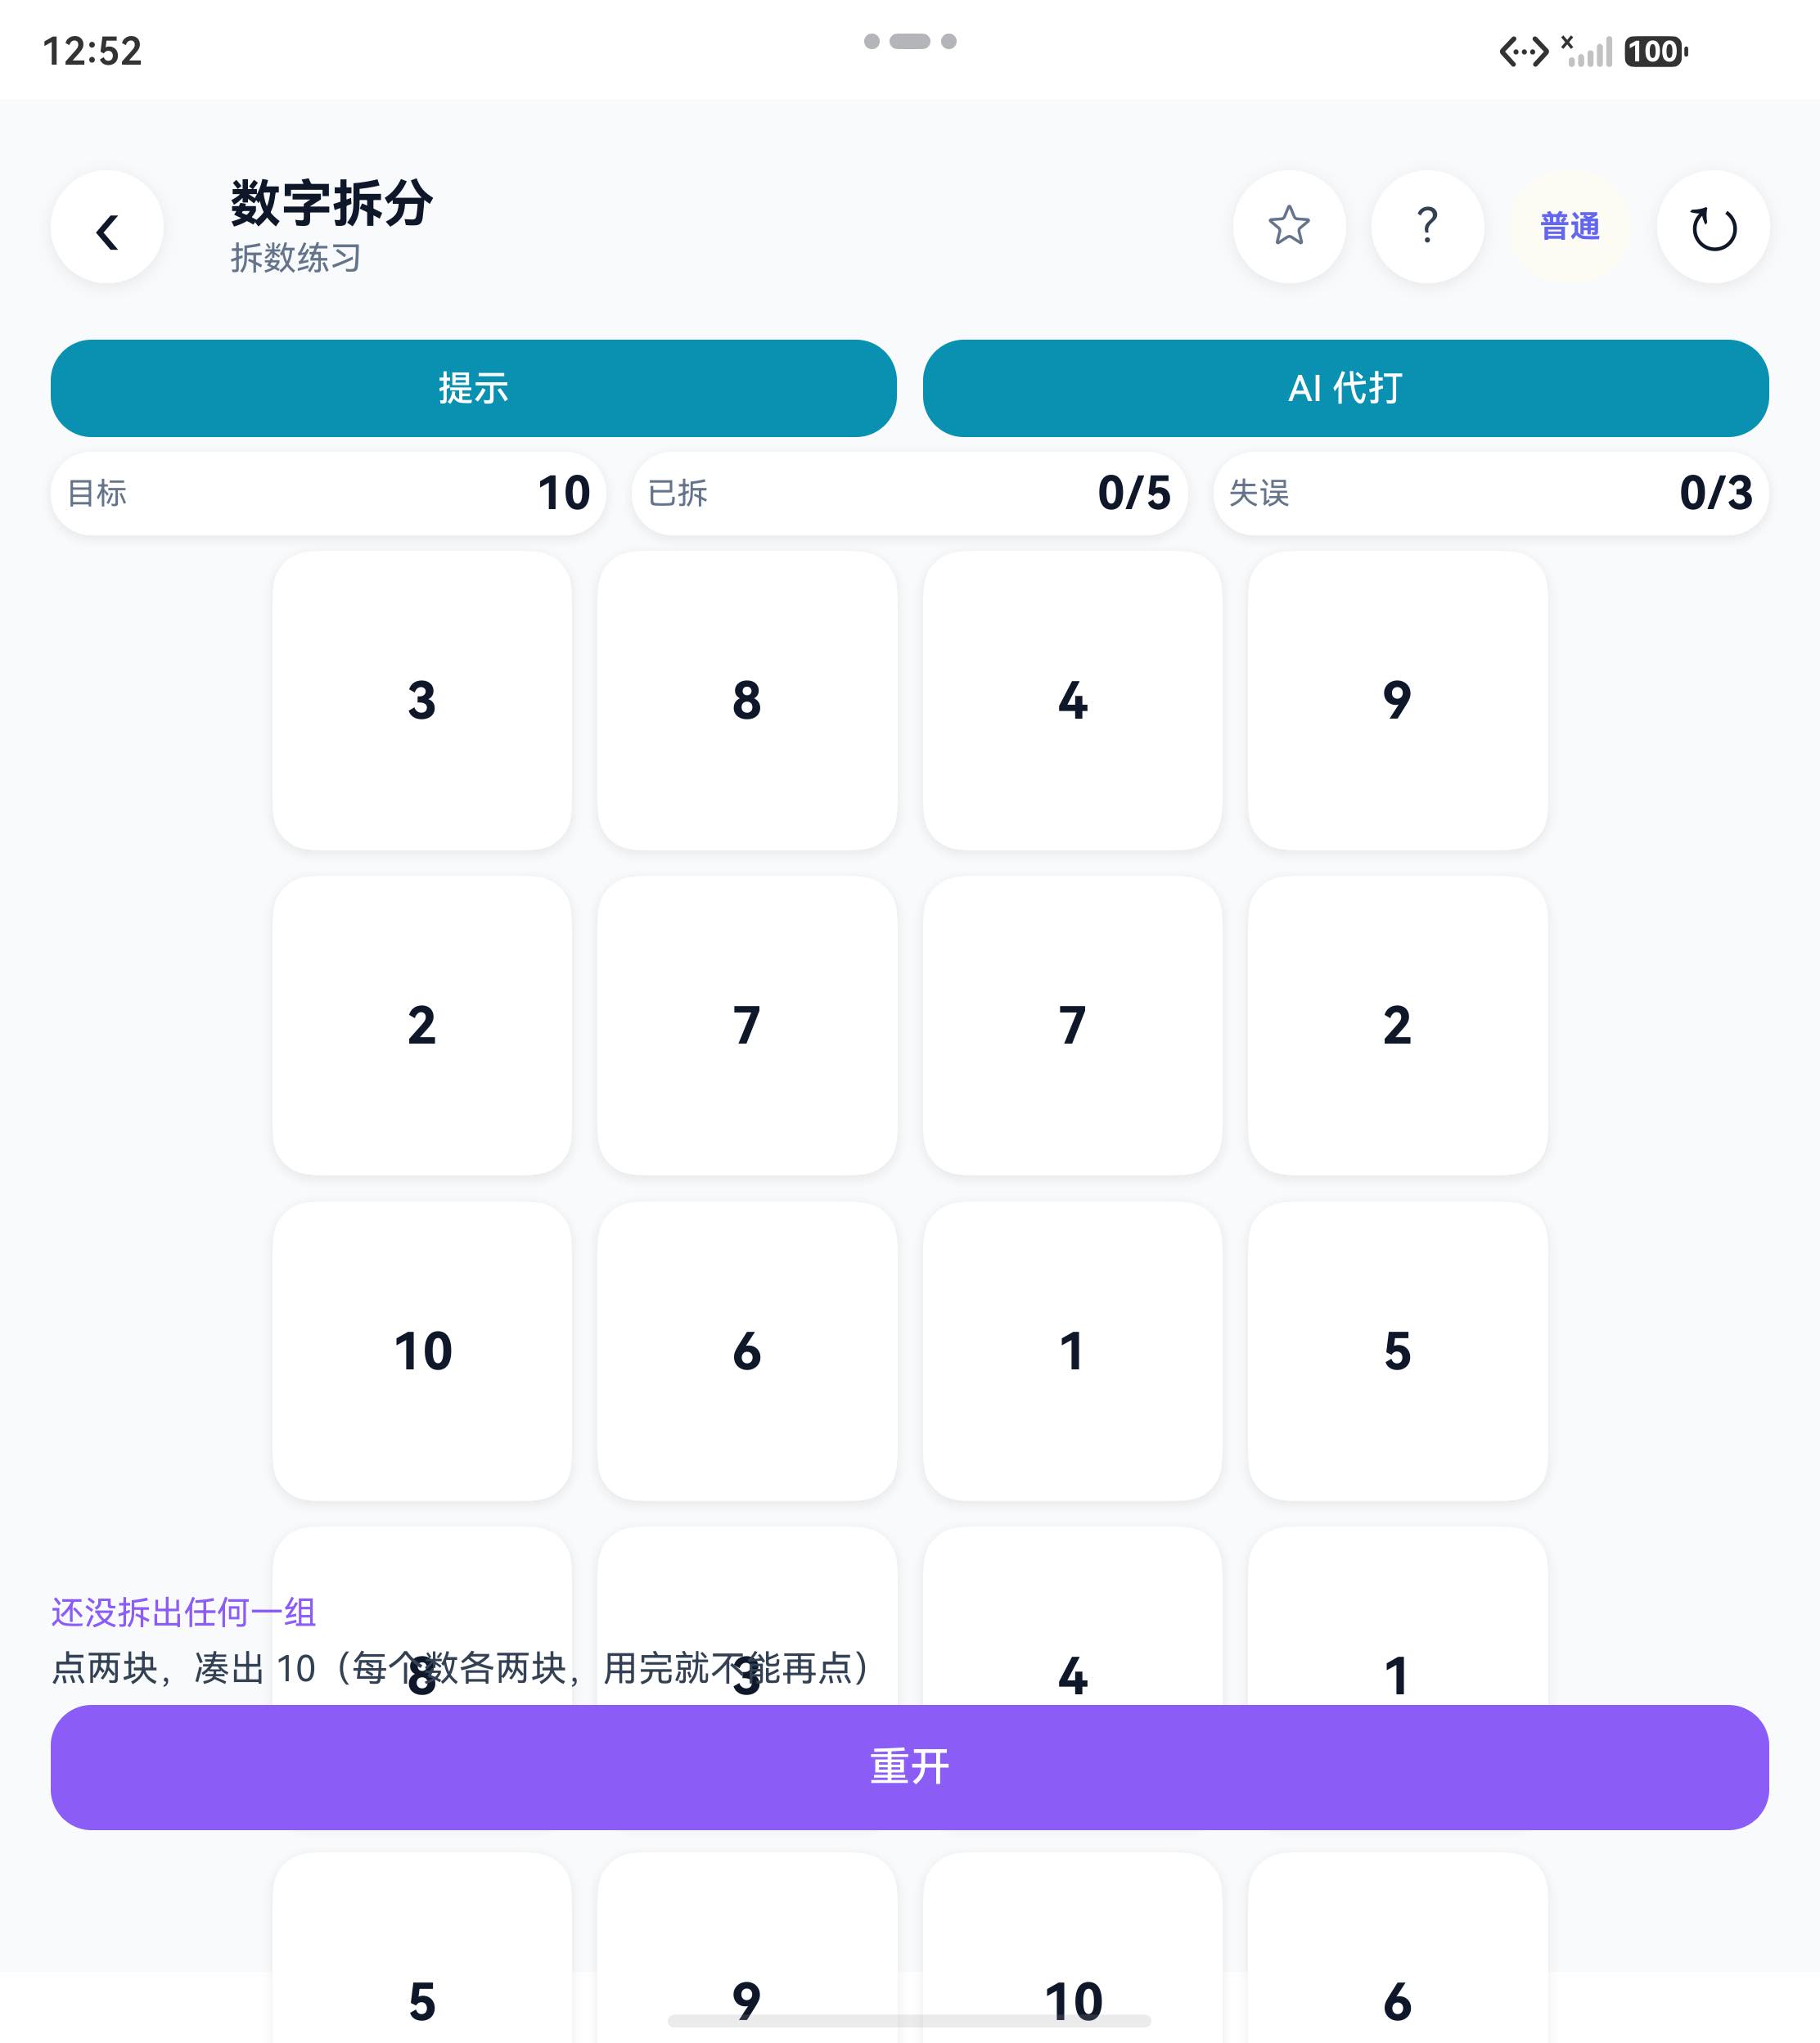 12:52
100
数字拆分
拆数练习
?
普通
提示
AI 代打
目标 10
已拆 0/5
失误 0/3
3 8 4 9
2 7 7 2
10 6 1 5
还没拆出任何一组
点两块，凑出 10（每个数各两块，用完就不能再点）
8 3 4 1
重开
5 9 10 6